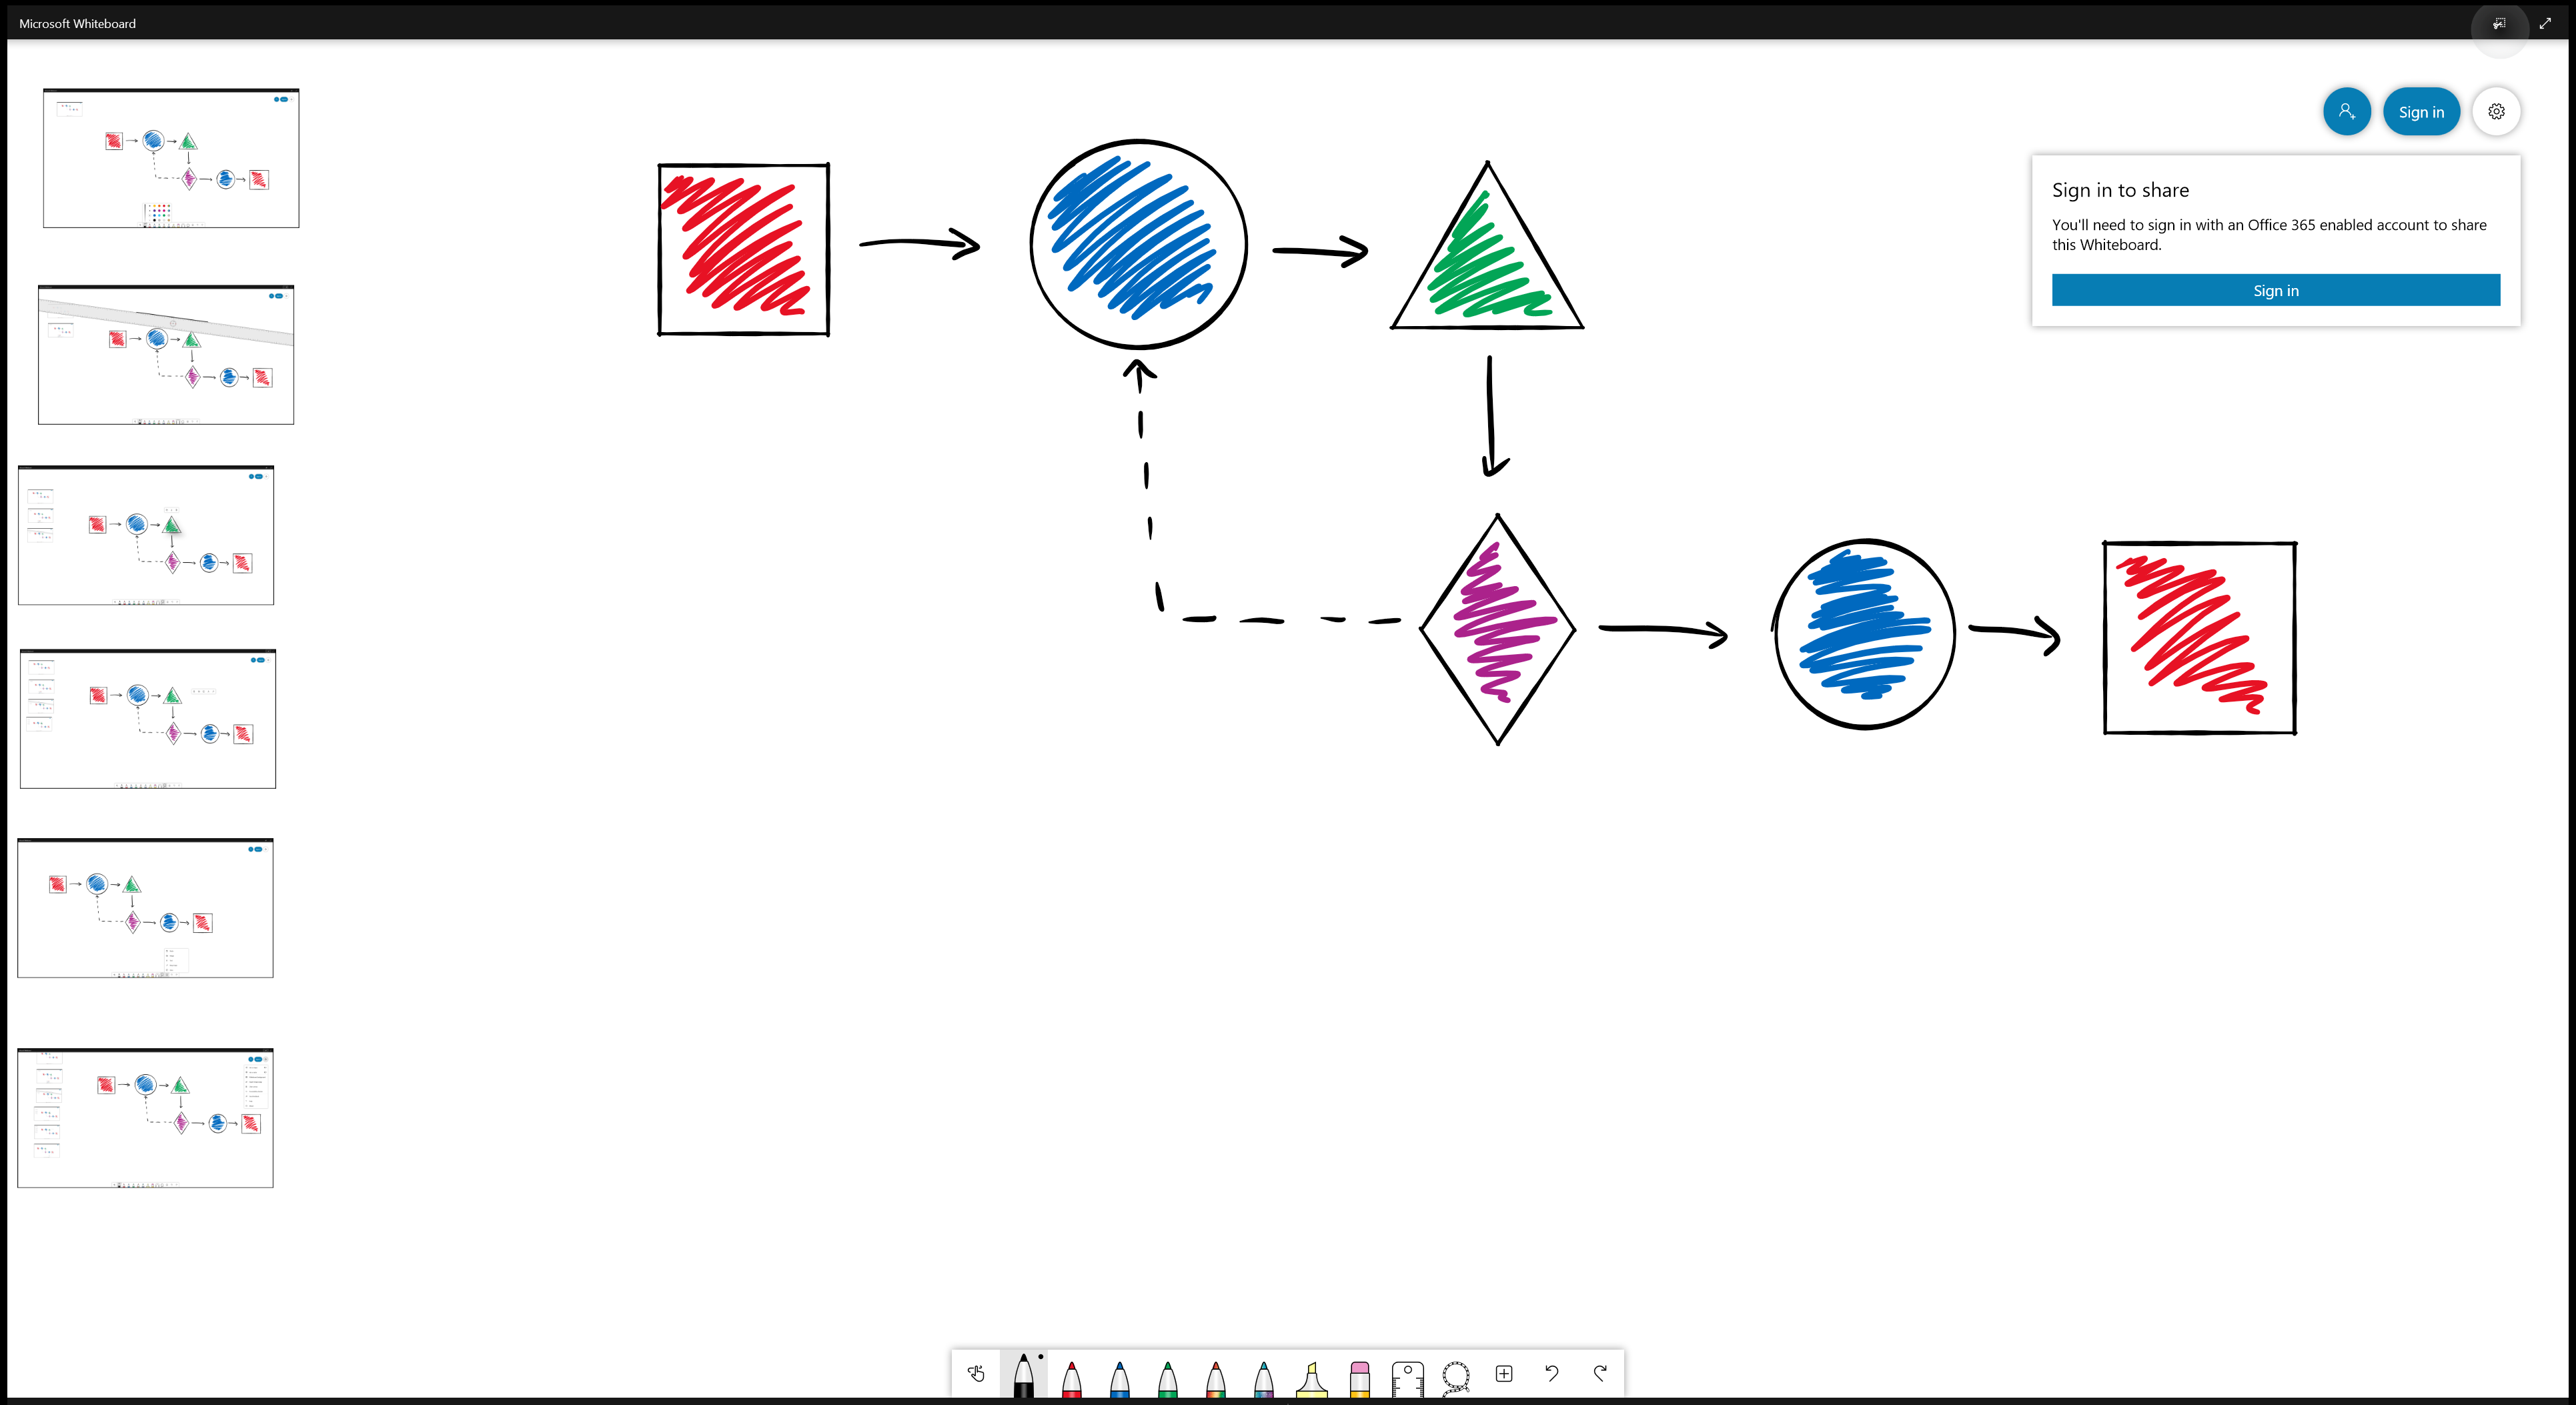 Microsoft Whiteboard
Sign in
Sign in to share
You'll need to sign in with an Office 365 enabled account to share
this Whiteboard.
Sign in